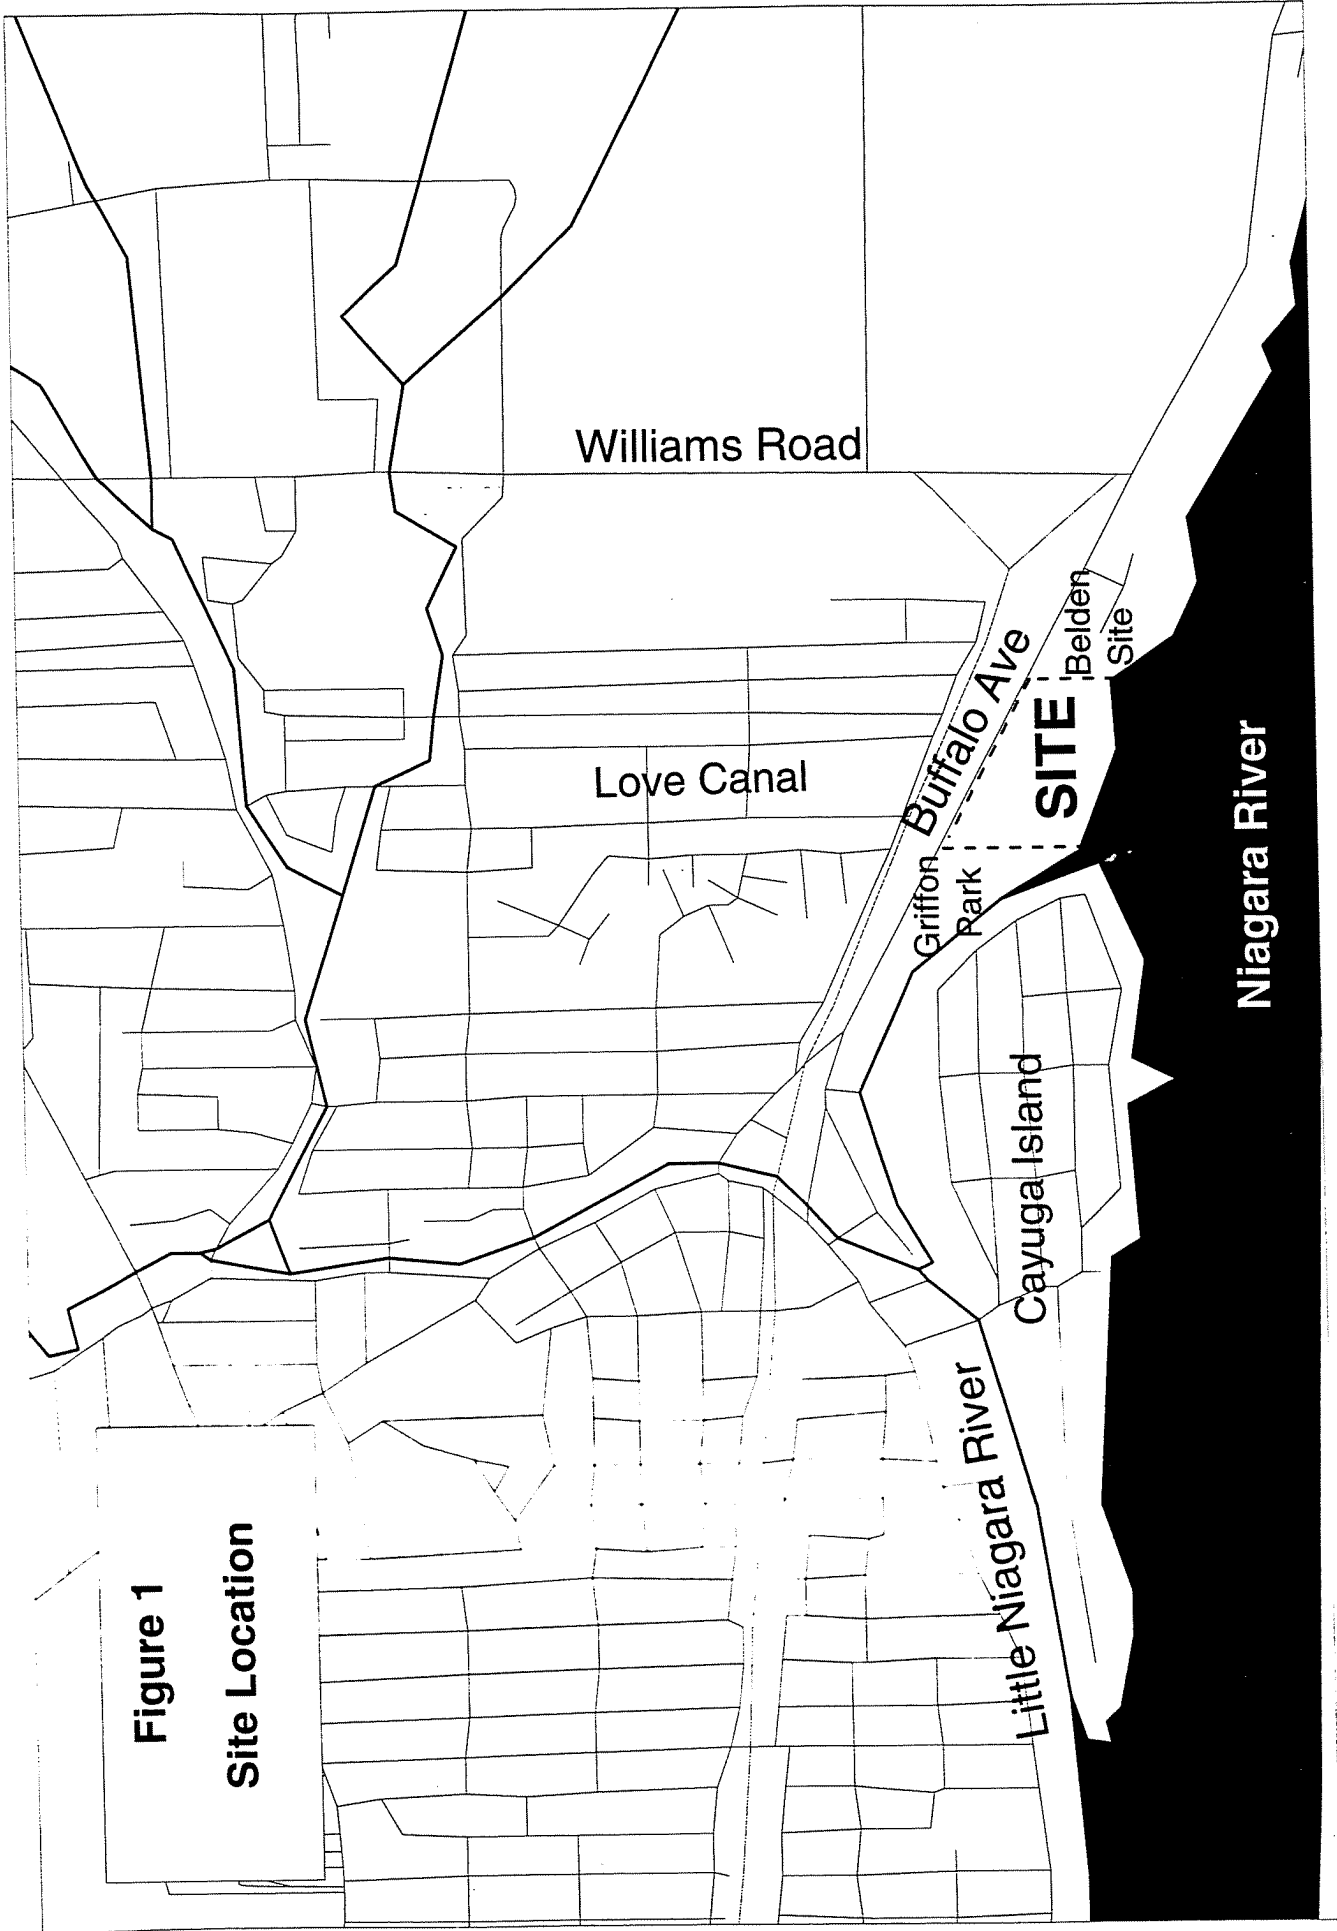 Figure 1
Site Location
Williams Road
Love Canal
Buffalo Ave
Belden
Site
SITE
Griffon
Park
Cayuga Island
Little Niagara River
Niagara River